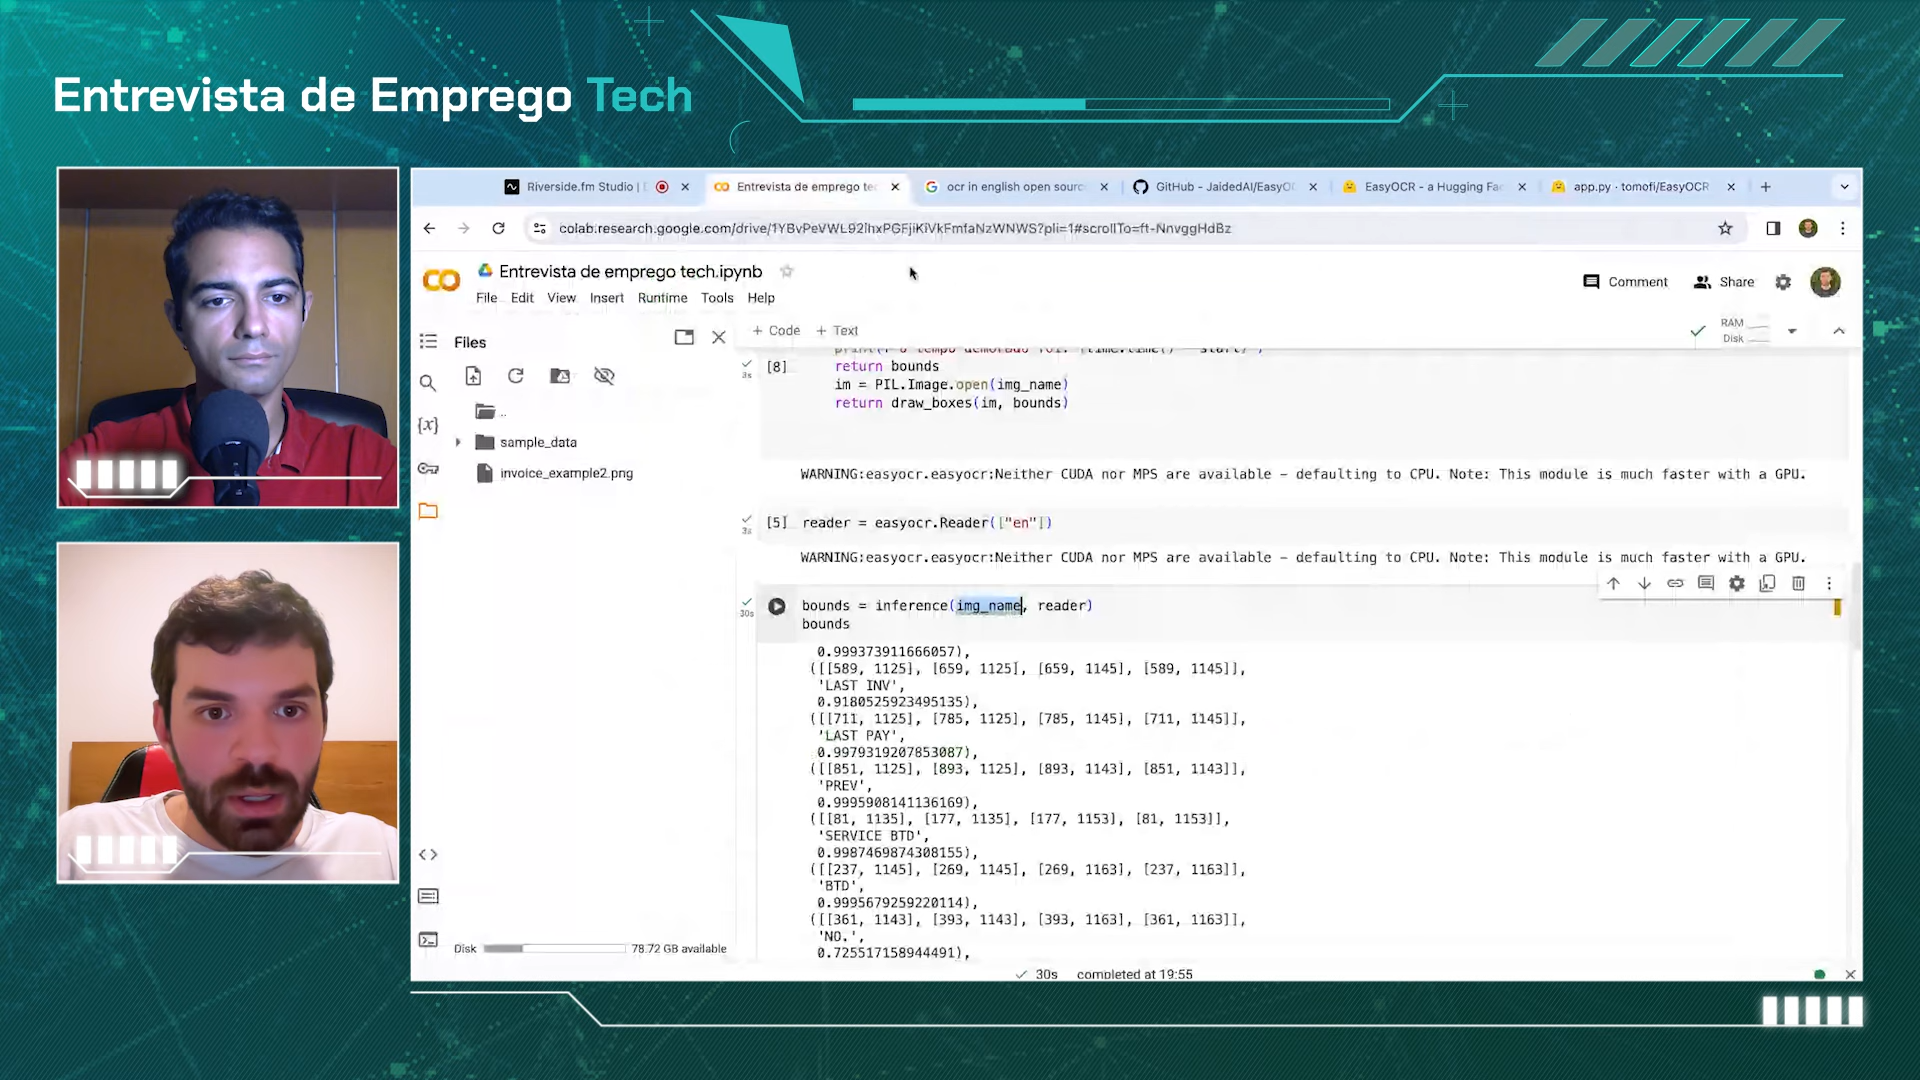 Entrevista de Emprego Tech
Riverside.fm Studio |
Entrevista de emprego te
ocr in english open sourc
GitHub - JaidedAI/EasyO
EasyOCR - a Hugging Fac
app.py · tomofi/EasyOCR
colab.research.google.com/drive/1YBvPeVWL92lhxPGFjiKiVkFmfaNzWNWS?pli=1#scrollTo=ft-NnvggHdBz
Entrevista de emprego tech.ipynb
File Edit View Insert Runtime Tools Help
Comment
Share
Files
+ Code + Text
RAM
Disk
..
sample_data
invoice_example2.png
[8]
3s
return bounds
im = PIL.Image.open(img_name)
return draw_boxes(im, bounds)
WARNING:easyocr.easyocr:Neither CUDA nor MPS are available - defaulting to CPU. Note: This module is much faster with a GPU.
[5] reader = easyocr.Reader(["en"])
3s
WARNING:easyocr.easyocr:Neither CUDA nor MPS are available - defaulting to CPU. Note: This module is much faster with a GPU.
bounds = inference(img_name, reader)
30s
bounds
0.999373911666057),
([[589, 1125], [659, 1125], [659, 1145], [589, 1145]],
'LAST INV',
0.9180525923495135),
([[711, 1125], [785, 1125], [785, 1145], [711, 1145]],
'LAST PAY',
0.9979319207853087),
([[851, 1125], [893, 1125], [893, 1143], [851, 1143]],
'PREV',
0.9995908141136169),
([[81, 1135], [177, 1135], [177, 1153], [81, 1153]],
'SERVICE BTD',
0.9987469874308155),
([[237, 1145], [269, 1145], [269, 1163], [237, 1163]],
'BTD',
0.9995679259220114),
([[361, 1143], [393, 1143], [393, 1163], [361, 1163]],
'NO.',
0.725517158944491),
Disk
78.72 GB available
30s completed at 19:55